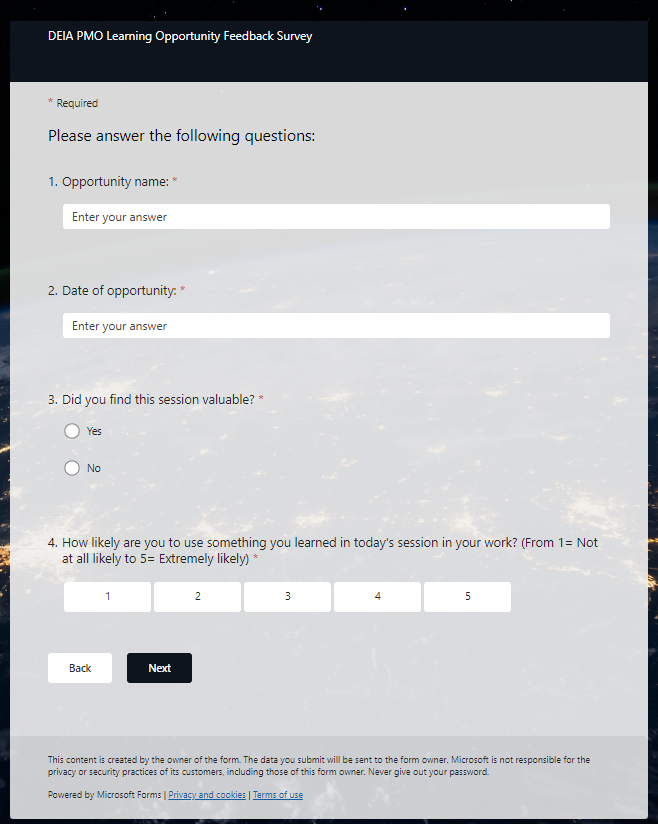 DEIA PMO Learning Opportunity Feedback Survey
* Required
Please answer the following questions:
1. Opportunity name: *
Enter your answer
2. Date of opportunity: *
Enter your answer
3. Did you find this session valuable? *
Yes
No
4. How likely are you to use something you learned in today's session in your work? (From 1= Not
at all likely to 5= Extremely likely) *
1 2 3 4 5
Back Next
This content is created by the owner of the form. The data you submit will be sent to the form owner. Microsoft is not responsible for the
privacy or security practices of its customers, including those of this form owner. Never give out your password.
Powered by Microsoft Forms | Privacy and cookies | Terms of use